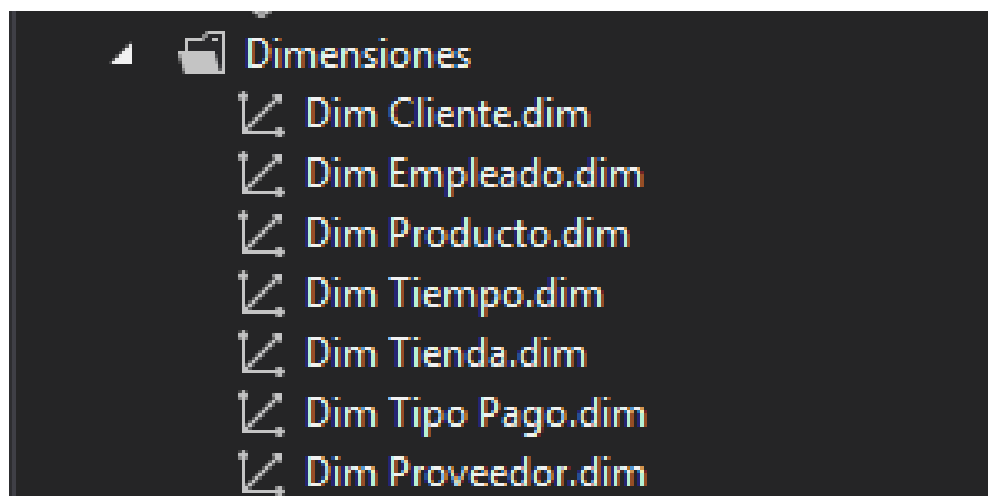 Dimensiones
Dim Cliente.dim
Dim Empleado.dim
Dim Producto.dim
Dim Tiempo.dim
Dim Tienda.dim
Dim Tipo Pago.dim
Dim Proveedor.dim